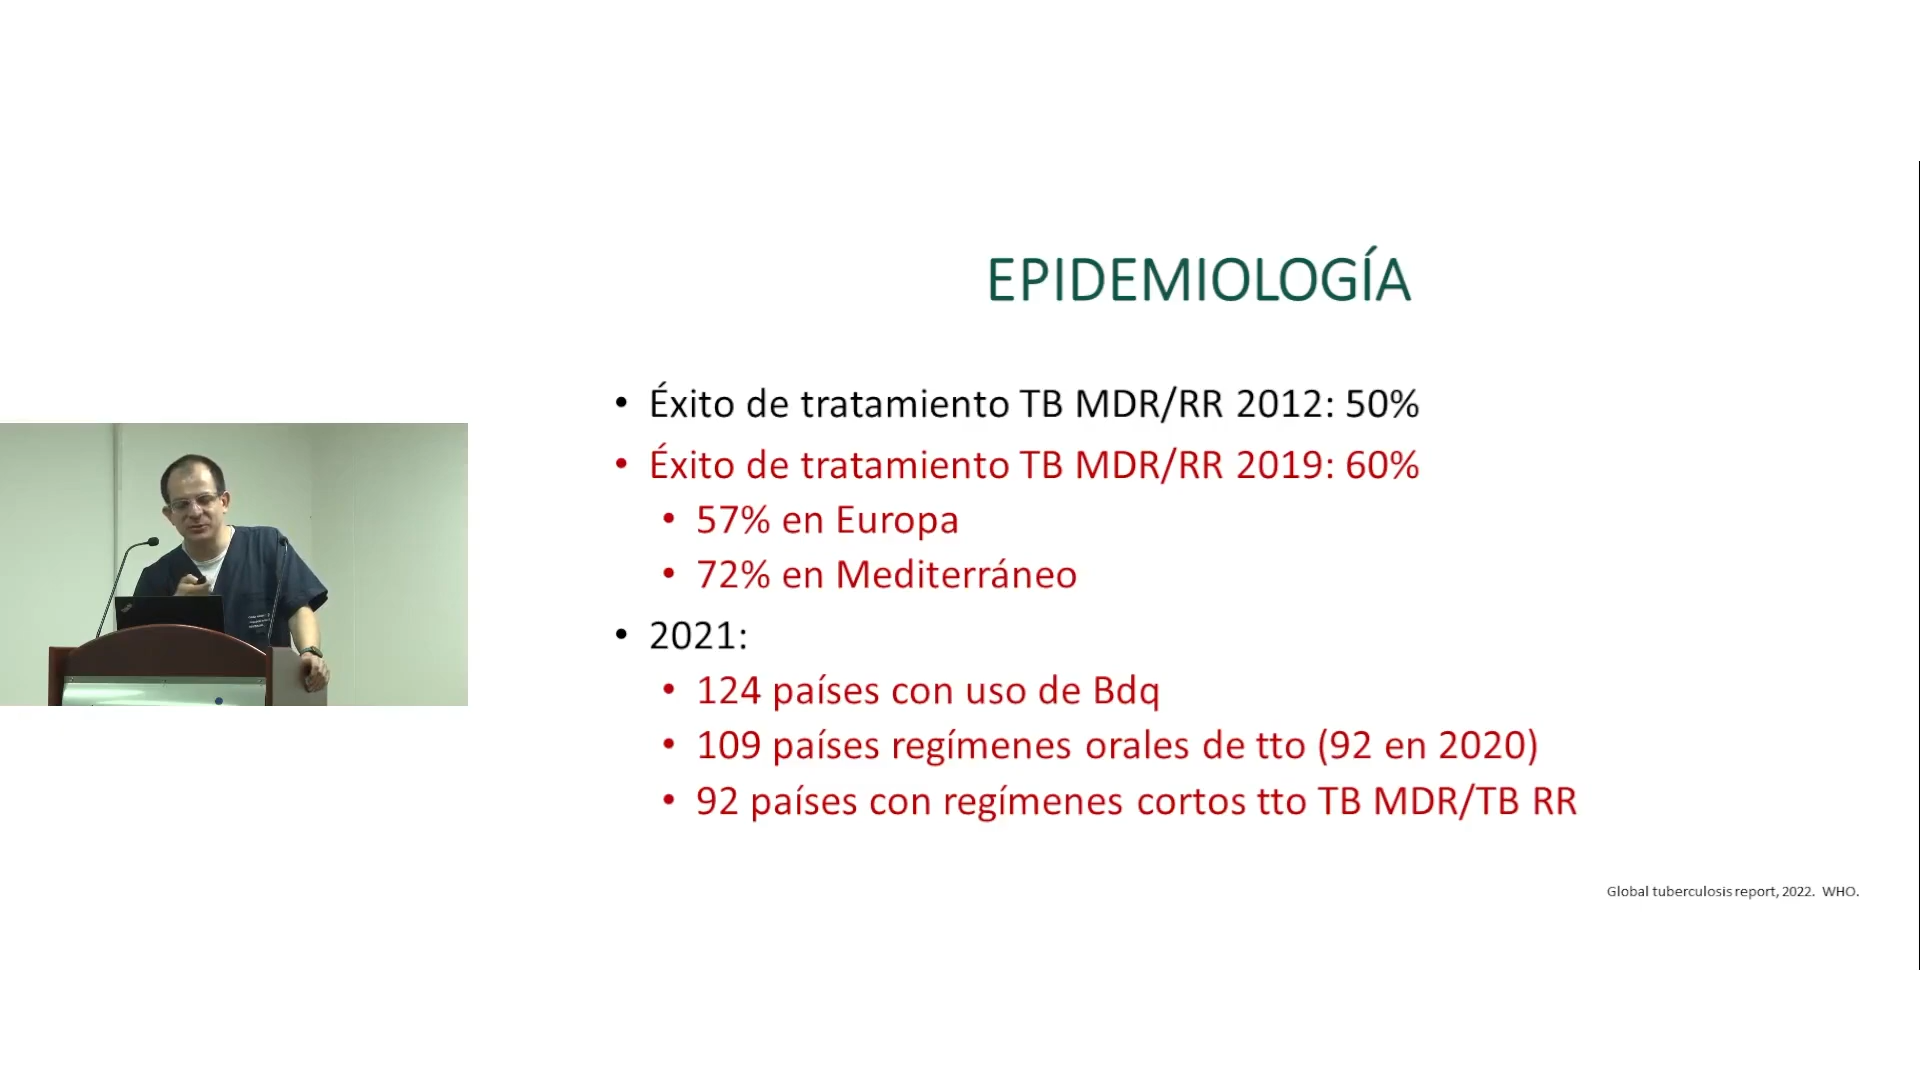 EPIDEMIOLOGÍA
• Éxito de tratamiento TB MDR/RR 2012: 50%
• Éxito de tratamiento TB MDR/RR 2019: 60%
• 57% en Europa
• 72% en Mediterráneo
• 2021:
• 124 países con uso de Bdq
• 109 países regímenes orales de tto (92 en 2020)
• 92 países con regímenes cortos tto TB MDR/TB RR
Global tuberculosis report, 2022. WHO.